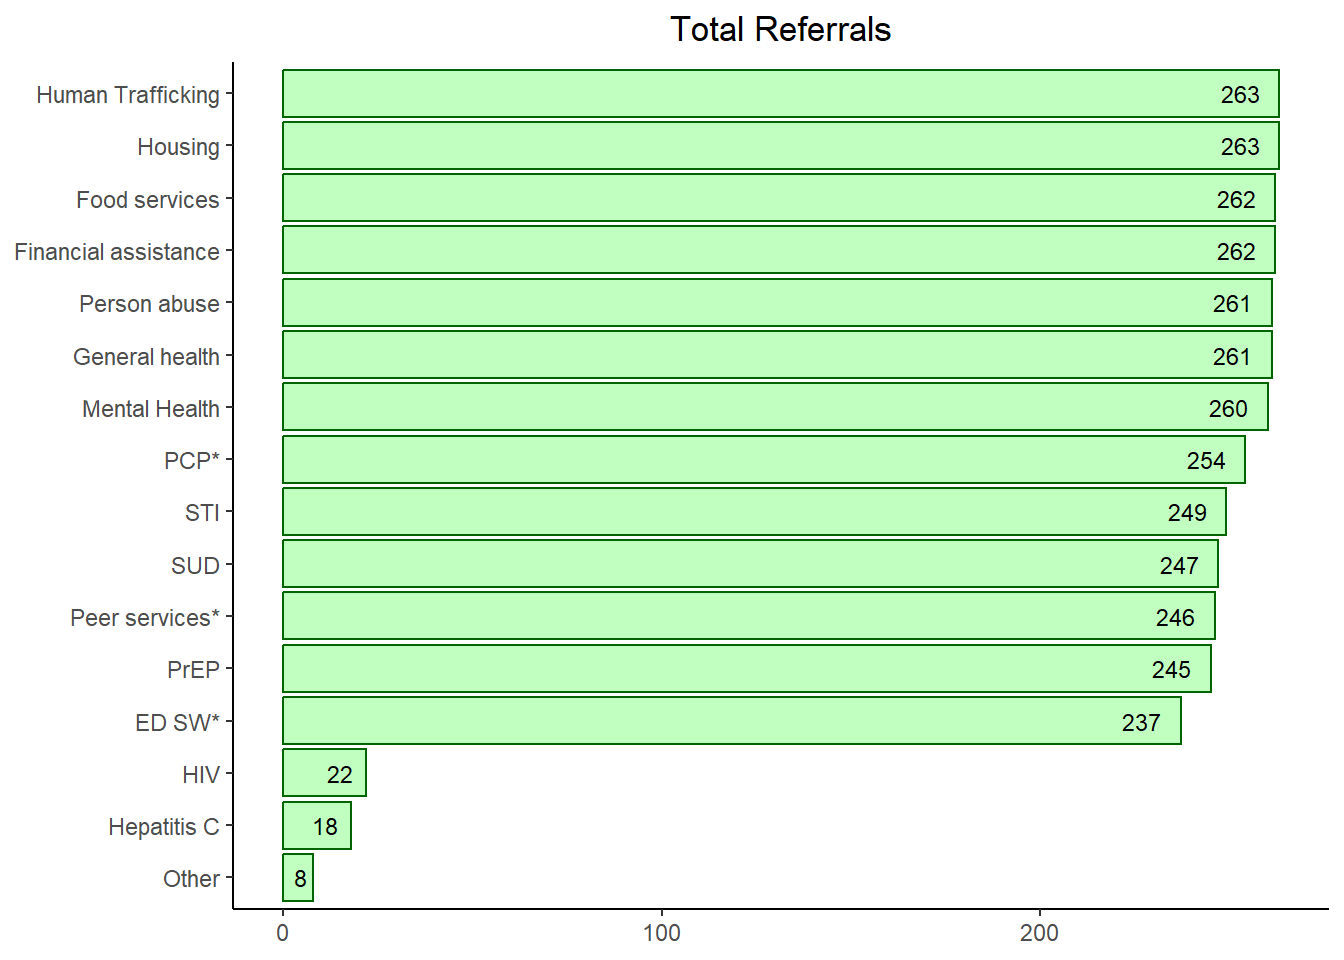 Total Referrals
Human Trafficking 263
Housing 263
Food services 262
Financial assistance 262
Person abuse 261
General health 261
Mental Health 260
PCP* 254
STI 249
SUD 247
Peer services* 246
PrEP 245
ED SW* 237
HIV 22
Hepatitis C 18
Other 8
0 100 200